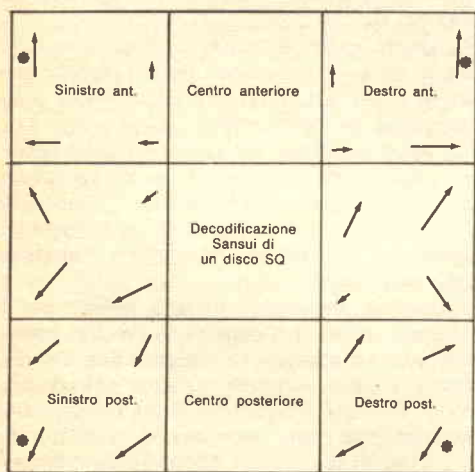 Sinistro ant.
Centro anteriore
Destro ant.
Decodificazione
Sansui di
un disco SQ
Sinistro post.
Centro posteriore
Destro post.